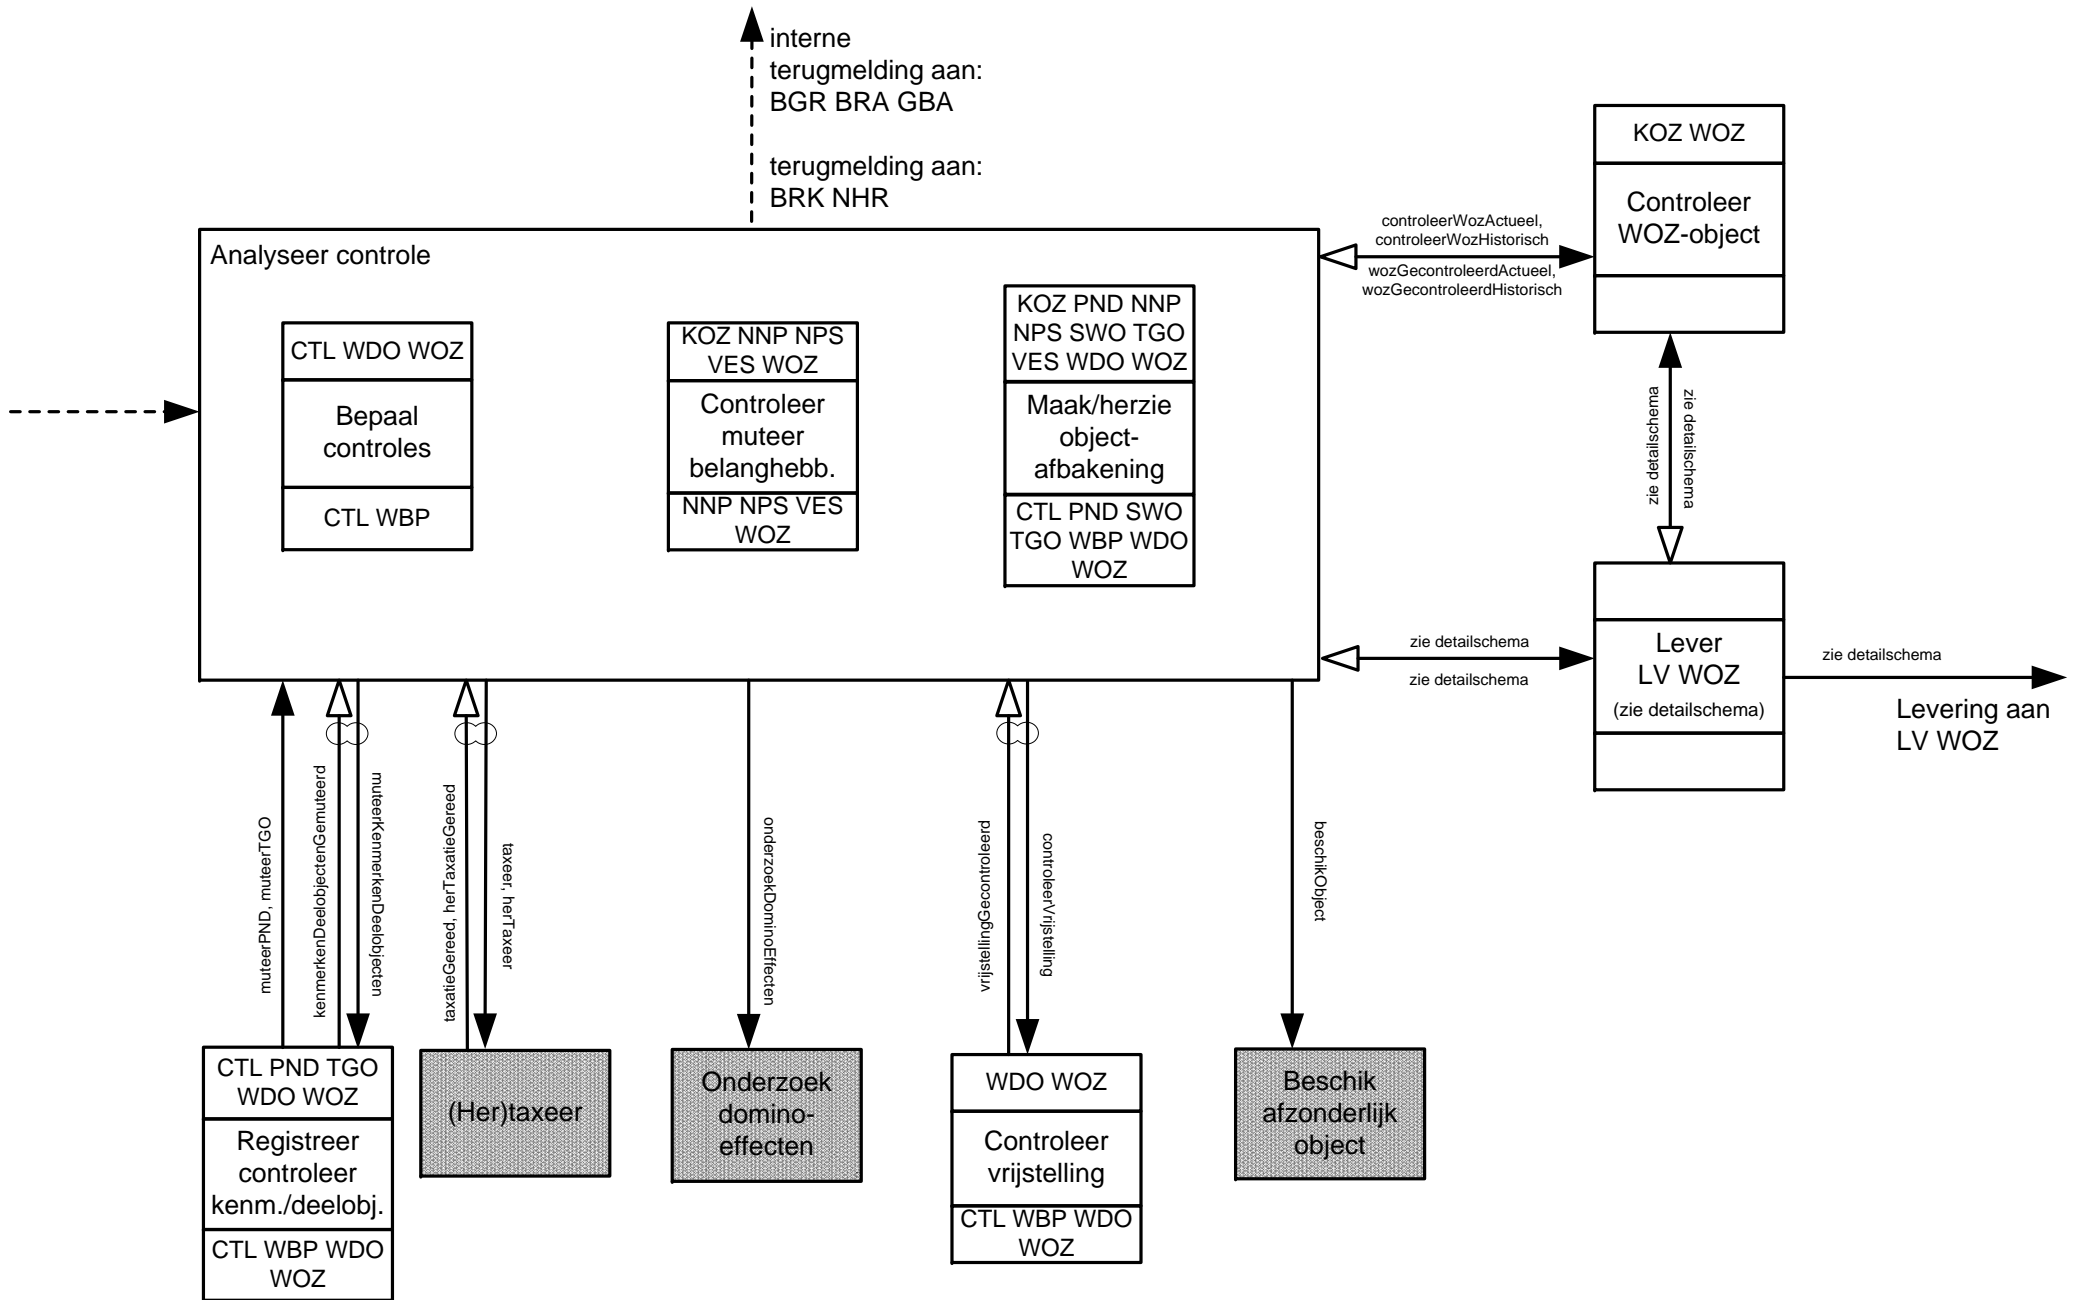 interne
terugmelding aan:
BGR BRA GBA
terugmelding aan:
BRK NHR
Analyseer controle
CTL WDO WOZ
Bepaal
controles
CTL WBP
KOZ NNP NPS
VES WOZ
Controleer
muteer
belanghebb.
NNP NPS VES
WOZ
KOZ PND NNP
NPS SWO TGO
VES WDO WOZ
Maak/herzie
object-
afbakening
CTL PND SWO
TGO WBP WDO
WOZ
controleerWozActueel,
controleerWozHistorisch
wozGecontroleerdActueel,
wozGecontroleerdHistorisch
KOZ WOZ
Controleer
WOZ-object
zie detailschema
zie detailschema
zie detailschema
zie detailschema
Lever
LV WOZ
(zie detailschema)
zie detailschema
Levering aan
LV WOZ
muteerPND, muteerTGO
kenmerkenDeelobjectenGemuteerd
muteerKenmerkenDeelobjecten
taxatieGereed, herTaxatieGereed
taxeer, herTaxeer
onderzoekDominoEffecten
vrijstellingGecontroleerd
controleerVrijstelling
beschikObject
CTL PND TGO
WDO WOZ
Registreer
controleer
kenm./deelobj.
CTL WBP WDO
WOZ
(Her)taxeer
Onderzoek
domino-
effecten
WDO WOZ
Controleer
vrijstelling
CTL WBP WDO
WOZ
Beschik
afzonderlijk
object